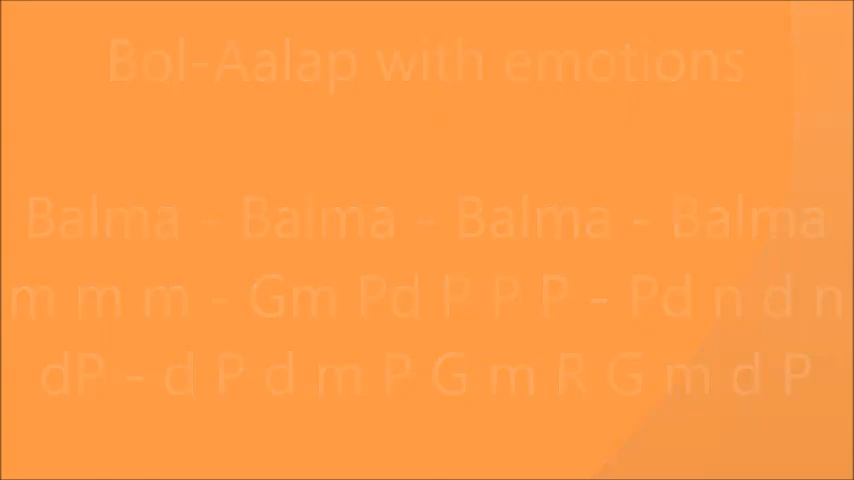 Bol-Aalap with emotions
Balma - Balma - Balma - Balma
m m m - Gm Pd P P P - Pd n d n
dP - d P d m P G m R G m d P